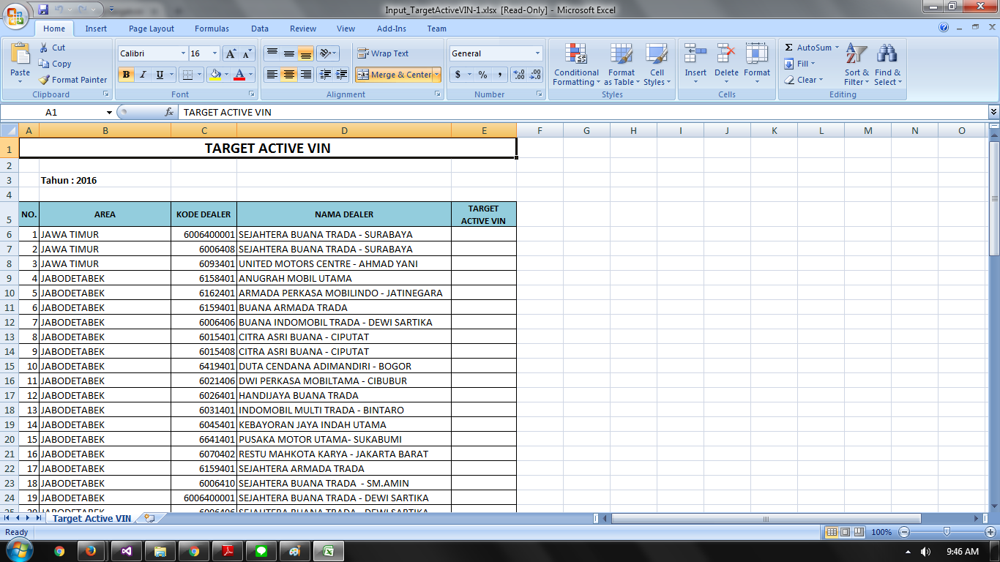 Input_TargetActiveVIN-1.xlsx [Read-Only] - Microsoft Excel
Home Insert Page Layout Formulas Data Review View Add-Ins Team
Cut
Copy
Format Painter
Paste
Clipboard
Calibri 16
B I U
Font
Wrap Text
Merge & Center
Alignment
General
$ % ,
Number
Conditional Formatting
Format as Table
Cell Styles
Styles
Insert Delete Format
Cells
AutoSum
Fill
Clear
Sort & Filter
Find & Select
Editing
A1 fx TARGET ACTIVE VIN
A B C D E F G H I J K L M N O
1 TARGET ACTIVE VIN
2
3 Tahun : 2016
4
5 NO. AREA KODE DEALER NAMA DEALER TARGET ACTIVE VIN
6 1 JAWA TIMUR 6006400001 SEJAHTERA BUANA TRADA - SURABAYA
7 2 JAWA TIMUR 6006408 SEJAHTERA BUANA TRADA - SURABAYA
8 3 JAWA TIMUR 6093401 UNITED MOTORS CENTRE - AHMAD YANI
9 4 JABODETABEK 6158401 ANUGRAH MOBIL UTAMA
10 5 JABODETABEK 6162401 ARMADA PERKASA MOBILINDO - JATINEGARA
11 6 JABODETABEK 6159401 BUANA ARMADA TRADA
12 7 JABODETABEK 6006406 BUANA INDOMOBIL TRADA - DEWI SARTIKA
13 8 JABODETABEK 6015401 CITRA ASRI BUANA - CIPUTAT
14 9 JABODETABEK 6015408 CITRA ASRI BUANA - CIPUTAT
15 10 JABODETABEK 6419401 DUTA CENDANA ADIMANDIRI - BOGOR
16 11 JABODETABEK 6021406 DWI PERKASA MOBILTAMA - CIBUBUR
17 12 JABODETABEK 6026401 HANDIJAYA BUANA TRADA
18 13 JABODETABEK 6031401 INDOMOBIL MULTI TRADA - BINTARO
19 14 JABODETABEK 6045401 KEBAYORAN JAYA INDAH UTAMA
20 15 JABODETABEK 6641401 PUSAKA MOTOR UTAMA- SUKABUMI
21 16 JABODETABEK 6070402 RESTU MAHKOTA KARYA - JAKARTA BARAT
22 17 JABODETABEK 6159401 SEJAHTERA ARMADA TRADA
23 18 JABODETABEK 6006410 SEJAHTERA BUANA TRADA  - SM.AMIN
24 19 JABODETABEK 6006400001 SEJAHTERA BUANA TRADA - DEWI SARTIKA
25 20 JABODETABEK 6006406 SEJAHTERA BUANA TRADA - DEWI SARTIKA
Target Active VIN
Ready 100%
9:46 AM